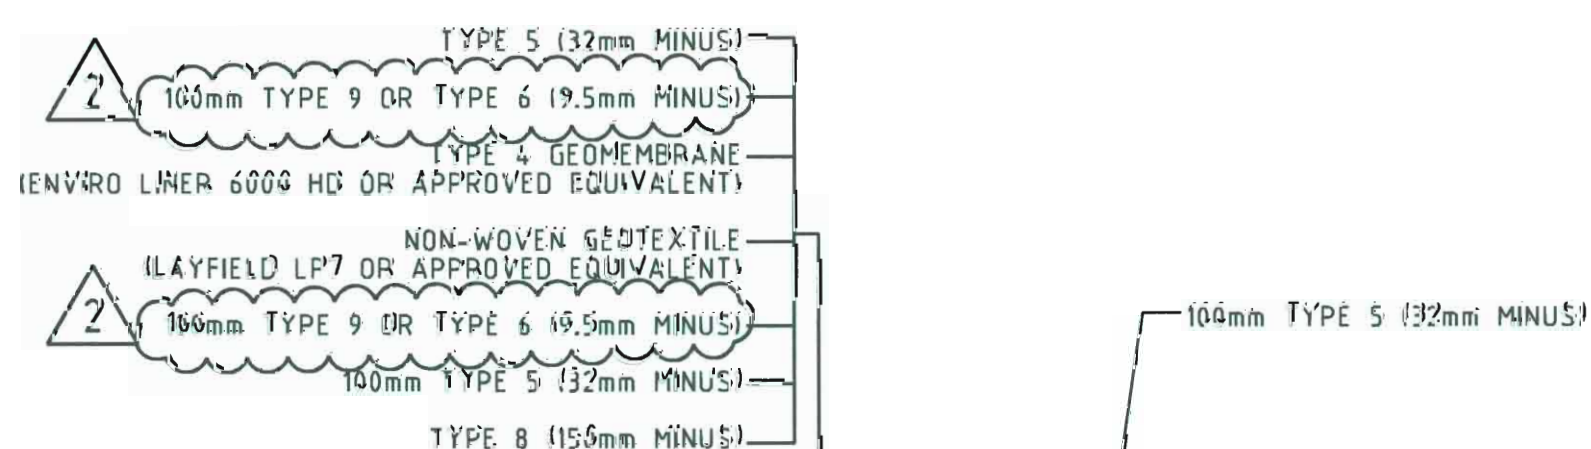 TYPE 5 (32mm MINUS)
2
100mm TYPE 9 OR TYPE 6 (9.5mm MINUS)
TYPE 4 GEOMEMBRANE
(ENVIRO LINER 6000 HD OR APPROVED EQUIVALENT)
NON-WOVEN GEOTEXTILE
(LAYFIELD LP7 OR APPROVED EQUIVALENT)
2
100mm TYPE 9 OR TYPE 6 (9.5mm MINUS)
100mm TYPE 5 (32mm MINUS)
TYPE 8 (150mm MINUS)
100mm TYPE 5 (32mm MINUS)